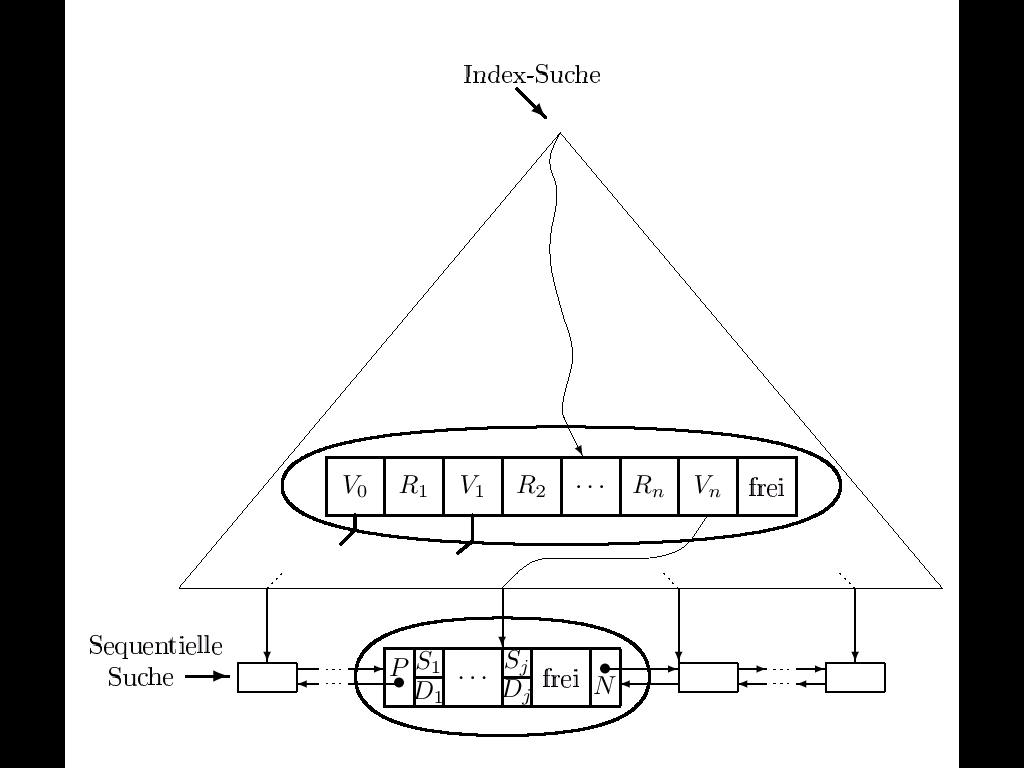 Index-Suche
V₀ R₁ V₁ R₂ ··· Rₙ Vₙ frei
Sequentielle
Suche
P S₁ ··· Sⱼ frei N
D₁ Dⱼ